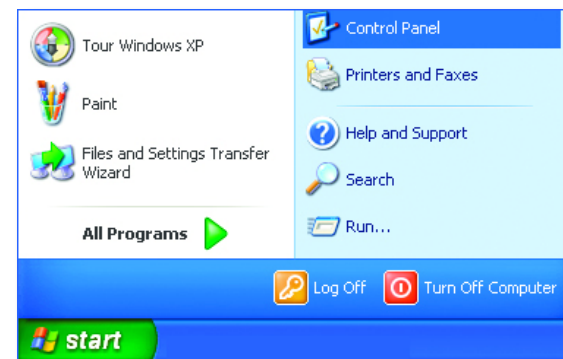 Tour Windows XP
Paint
Files and Settings Transfer
Wizard
All Programs
Control Panel
Printers and Faxes
Help and Support
Search
Run...
Log Off
Turn Off Computer
start